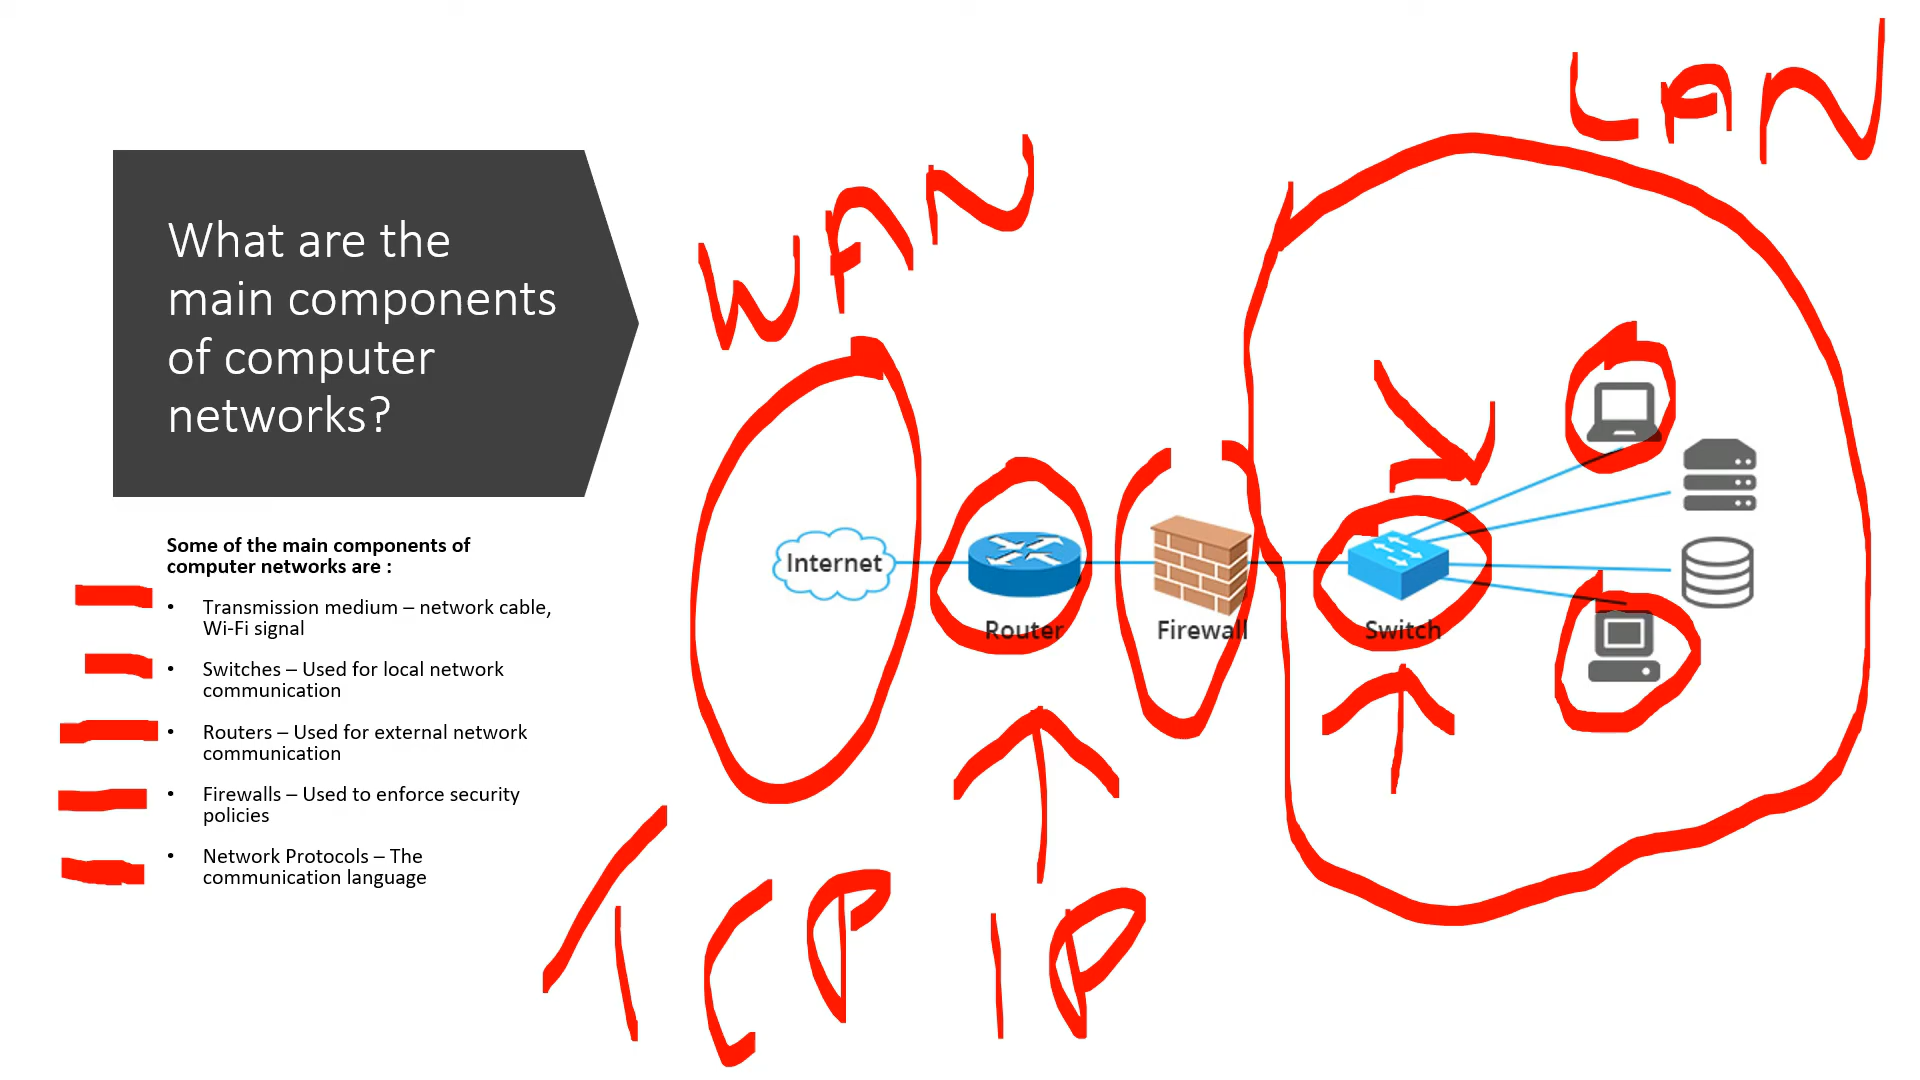 LAN
WAN
What are the
main components
of computer
networks?
Some of the main components of
computer networks are :
• Transmission medium – network cable,
Wi-Fi signal
• Switches – Used for local network
communication
• Routers – Used for external network
communication
• Firewalls – Used to enforce security
policies
• Network Protocols – The
communication language
Internet
Router
Firewall
Switch
TCP IP